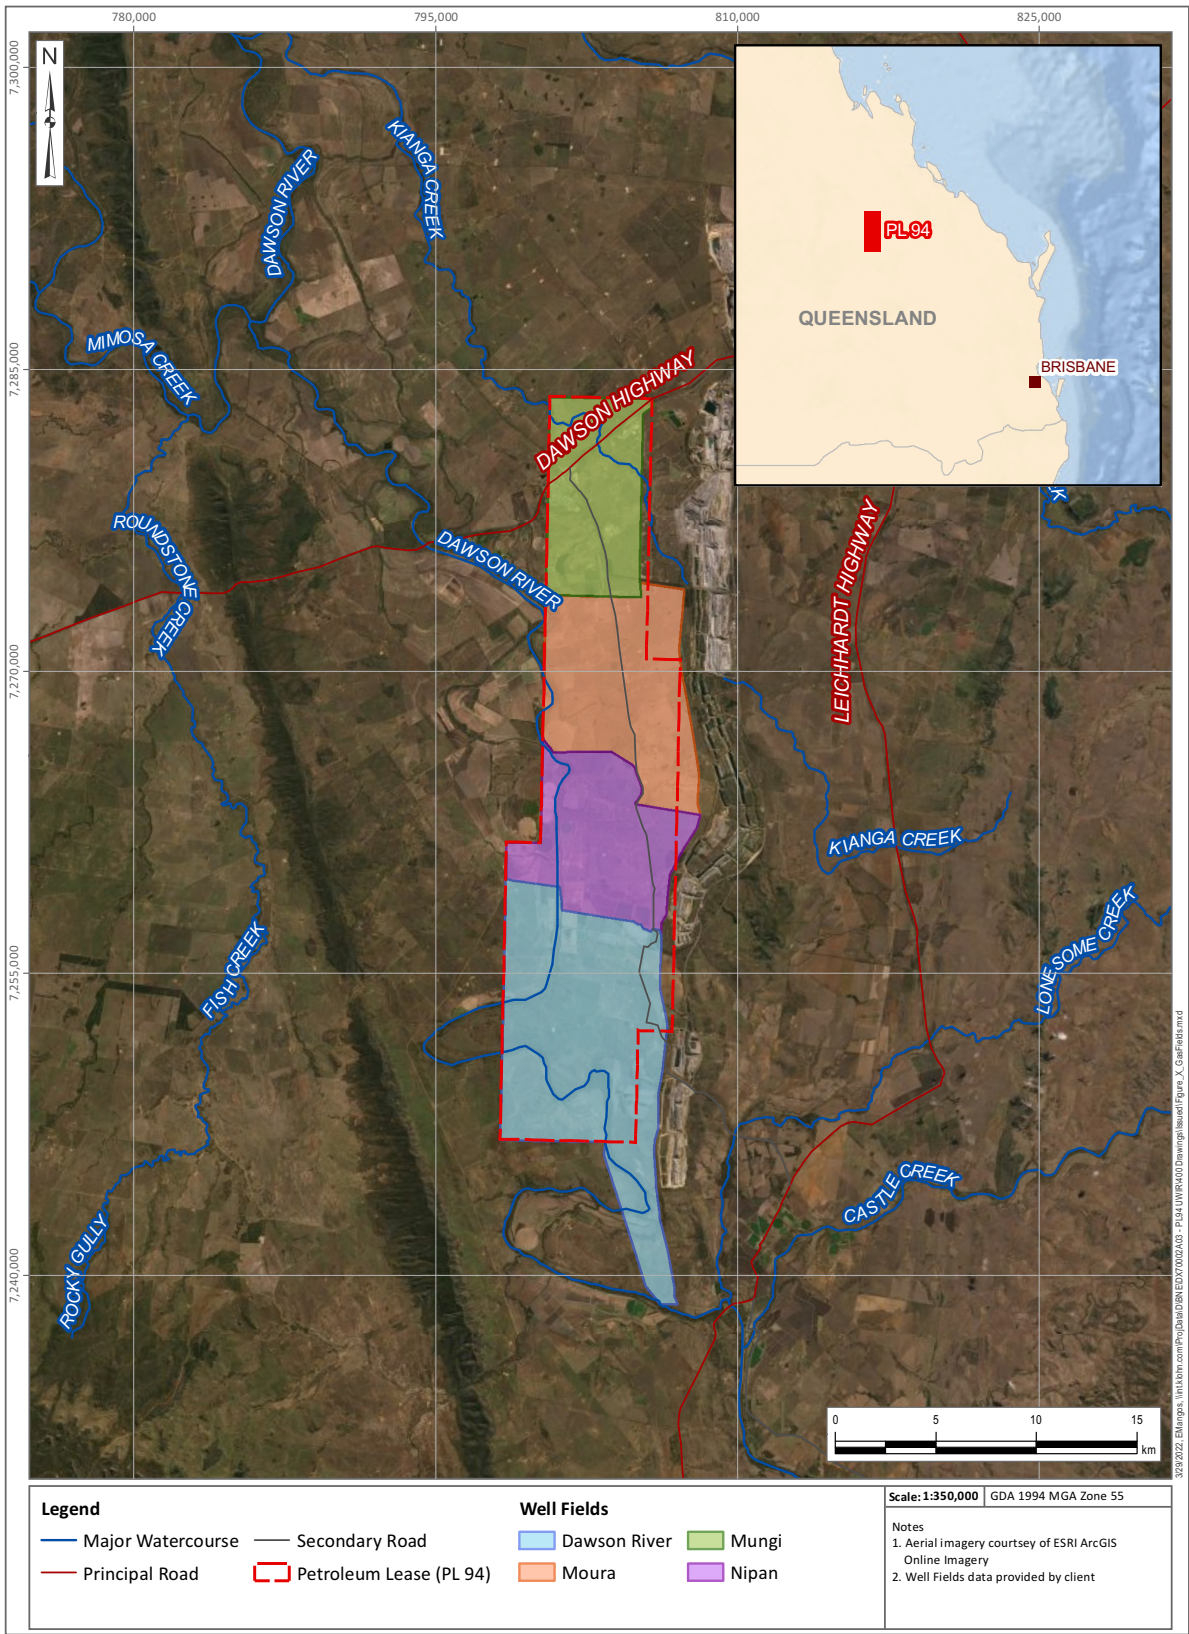 780,000
795,000
810,000
825,000
7,300,000
7,285,000
7,270,000
7,255,000
7,240,000
N
KIANGA CREEK
DAWSON RIVER
MIMOSA CREEK
PL 94
QUEENSLAND
BRISBANE
DAWSON HIGHWAY
ROUNDSTONE CREEK
DAWSON RIVER
LEICHHARDT HIGHWAY
KIANGA CREEK
LONESOME CREEK
FISH CREEK
CASTLE CREEK
ROCKY GULLY
0 5 10 15
km
Legend
Major Watercourse
Principal Road
Secondary Road
Petroleum Lease (PL 94)
Well Fields
Dawson River
Moura
Mungi
Nipan
Scale: 1:350,000
GDA 1994 MGA Zone 55
Notes
1. Aerial imagery courtsey of ESRI ArcGIS
Online Imagery
2. Well Fields data provided by client